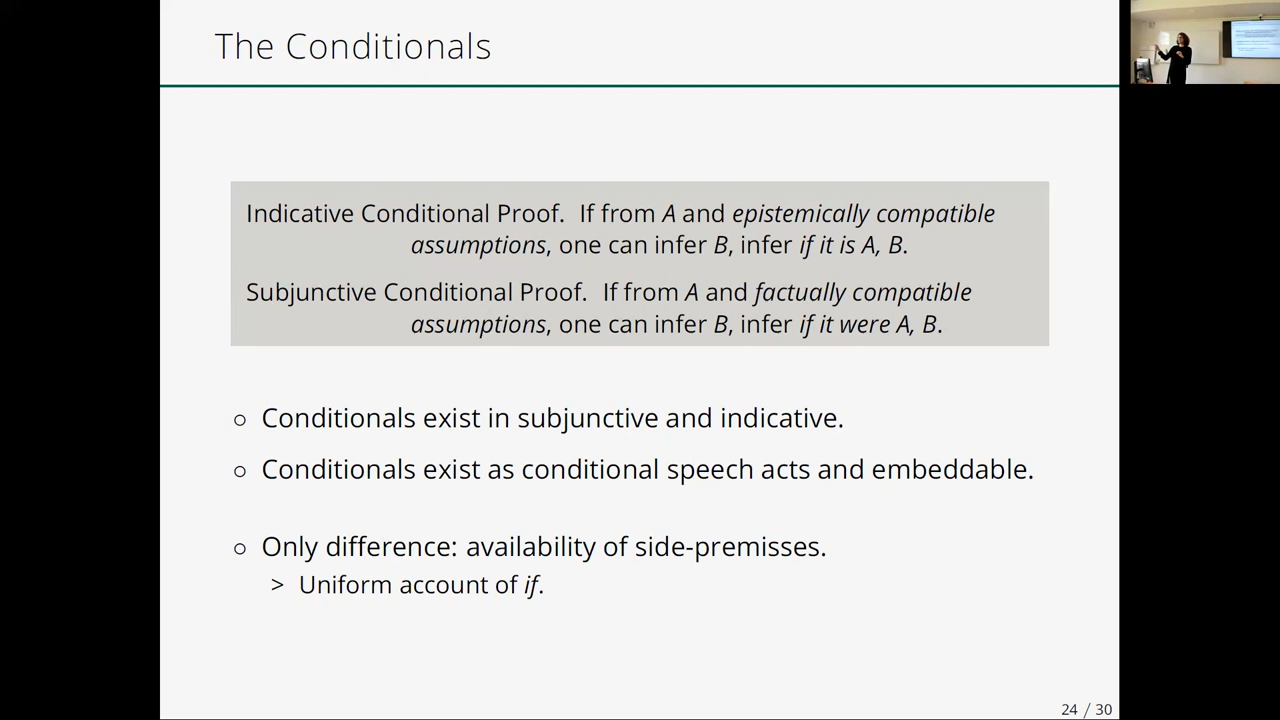 The Conditionals
Indicative Conditional Proof. If from A and epistemically compatible
assumptions, one can infer B, infer if it is A, B.
Subjunctive Conditional Proof. If from A and factually compatible
assumptions, one can infer B, infer if it were A, B.
○ Conditionals exist in subjunctive and indicative.
○ Conditionals exist as conditional speech acts and embeddable.
○ Only difference: availability of side-premisses.
> Uniform account of if.
24 / 30